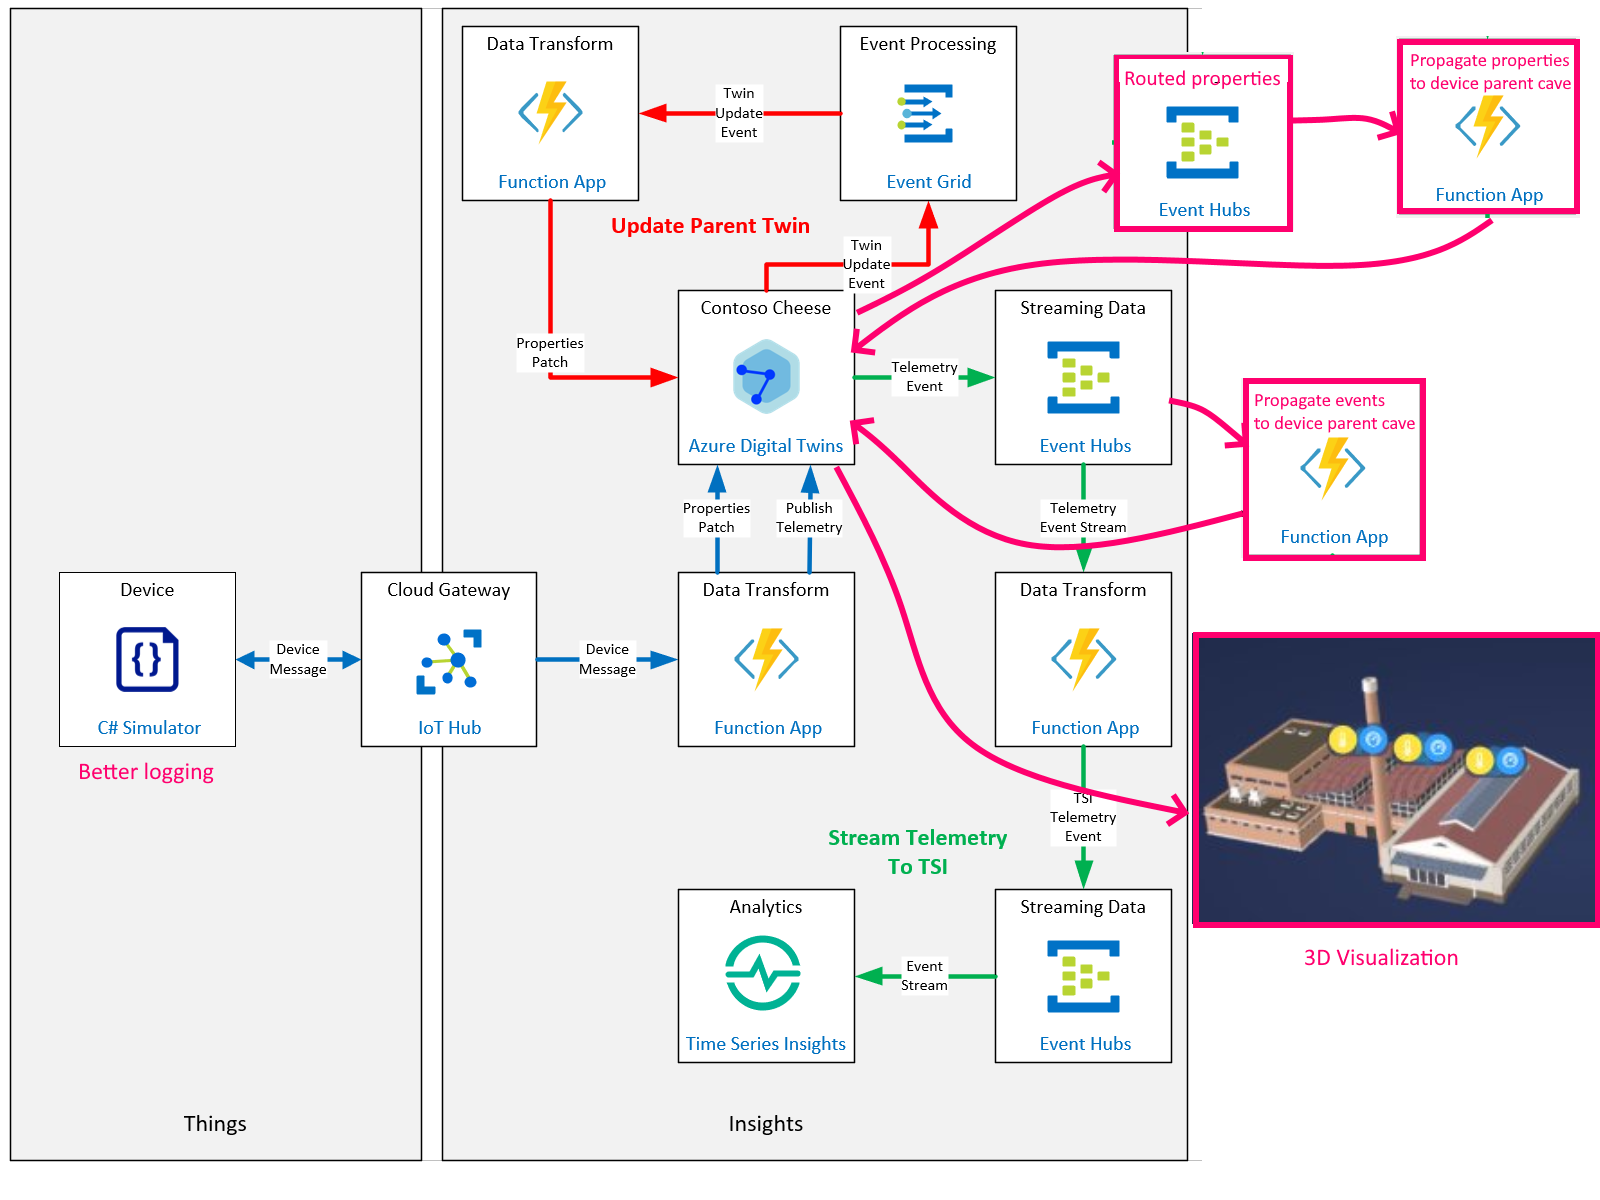 Data Transform
Function App
Twin
Update
Event
Event Processing
Event Grid
Routed properties
Event Hubs
Propagate properties
to device parent cave
Function App
Update Parent Twin
Twin
Update
Event
Properties
Patch
Contoso Cheese
Azure Digital Twins
Telemetry
Event
Streaming Data
Event Hubs
Propagate events
to device parent cave
Function App
Properties
Patch
Publish
Telemetry
Telemetry
Event Stream
Device
C# Simulator
Better logging
Device
Message
Cloud Gateway
IoT Hub
Device
Message
Data Transform
Function App
Data Transform
Function App
TSI
Telemetry
Event
Stream Telemetry
To TSI
3D Visualization
Analytics
Time Series Insights
Event
Stream
Streaming Data
Event Hubs
Things
Insights